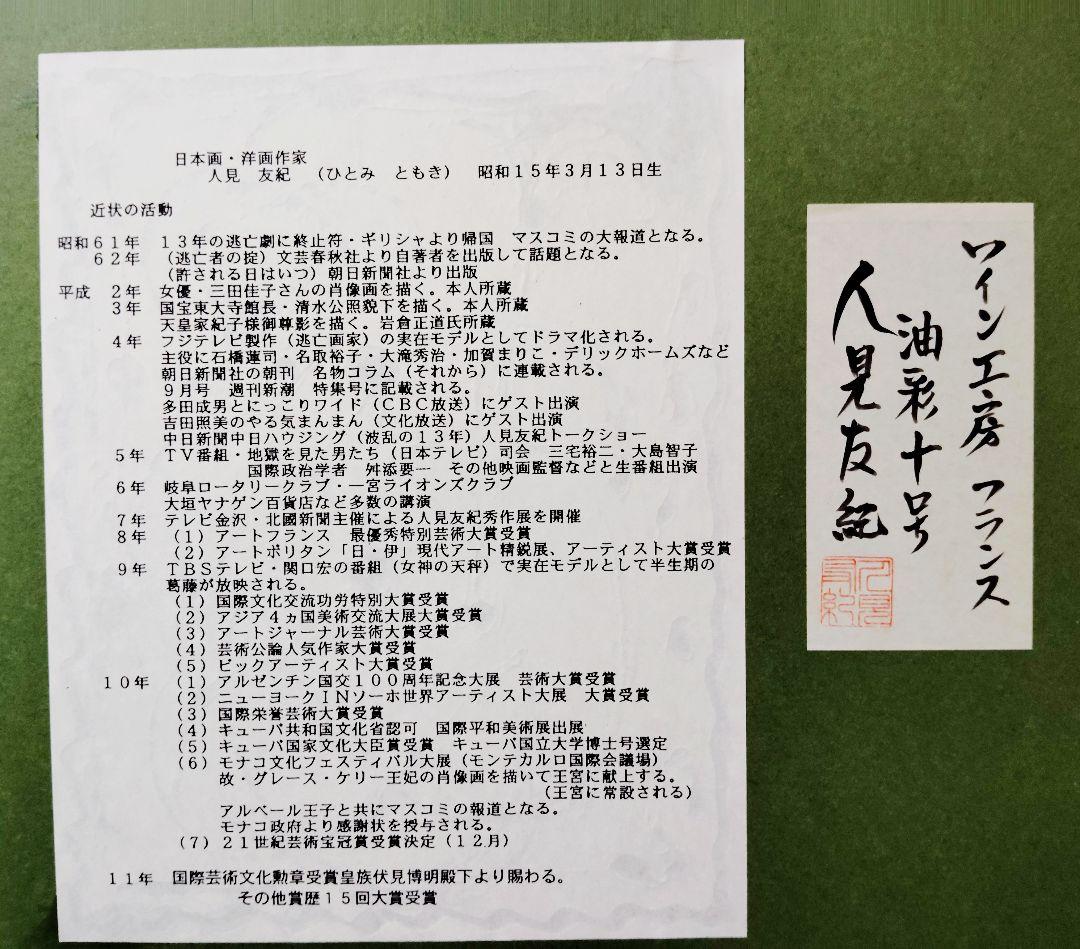 日本画・洋画作家
人見 友紀 (ひとみ ともき) 昭和15年3月13日生
近状の活動
昭和61年 13年の逃亡劇に終止符・ギリシャより帰国 マスコミの大報道となる。
62年 (逃亡者の掟)文芸春秋社より自著者を出版して話題となる。
(許される日はいつ)朝日新聞社より出版
平成 2年 女優・三田佳子さんの肖像画を描く。本人所蔵
3年 国宝東大寺館長・清水公照貌下を描く。本人所蔵
天皇家紀子様御尊影を描く。岩倉正道氏所蔵
4年 フジテレビ製作(逃亡画家)の実在モデルとしてドラマ化される。
主役に石橋蓮司・名取裕子・大滝秀治・加賀まりこ・デリックホームズなど
朝日新聞社の朝刊 名物コラム(それから)に連載される。
9月号 週刊新潮 特集号に記載される。
多田成男とにっこりワイド(CBC放送)にゲスト出演
吉田照美のやる気まんまん(文化放送)にゲスト出演
中日新聞中日ハウジング(波乱の13年)人見友紀トークショー
5年 TV番組・地獄を見た男たち(日本テレビ)司会 三宅裕二・大島智子
国際政治学者 舛添要一 その他映画監督などと生番組出演
6年 岐阜ロータリークラブ・一宮ライオンズクラブ
大垣ヤナゲン百貨店など多数の講演
7年 テレビ金沢・北國新聞主催による人見友紀秀作展を開催
8年 (1)アートフランス 最優秀特別芸術大賞受賞
(2)アートポリタン「日・伊」現代アート精鋭展、アーティスト大賞受賞
9年 TBSテレビ・関口宏の番組(女神の天秤)で実在モデルとして半生期の
葛藤が放映される。
(1)国際文化交流功労特別大賞受賞
(2)アジア4ヵ国美術交流大展大賞受賞
(3)アートジャーナル芸術大賞受賞
(4)芸術公論人気作家大賞受賞
(5)ビックアーティスト大賞受賞
10年 (1)アルゼンチン国交100周年記念大展 芸術大賞受賞
(2)ニューヨークINソーホ世界アーティスト大展 大賞受賞
(3)国際栄誉芸術大賞受賞
(4)キューバ共和国文化省認可 国際平和美術展出展
(5)キューバ国家文化大臣賞受賞 キューバ国立大学博士号選定
(6)モナコ文化フェスティバル大展(モンテカルロ国際会議場)
故・グレース・ケリー王妃の肖像画を描いて王宮に献上する。
(王宮に常設される)
アルベール王子と共にマスコミの報道となる。
モナコ政府より感謝状を授与される。
(7)21世紀芸術宝冠賞受賞決定(12月)
11年 国際芸術文化勲章受賞皇族伏見博明殿下より賜わる。
その他賞歴15回大賞受賞
ワイン工房 フランス
油彩十号
人見友紀
人見友紀